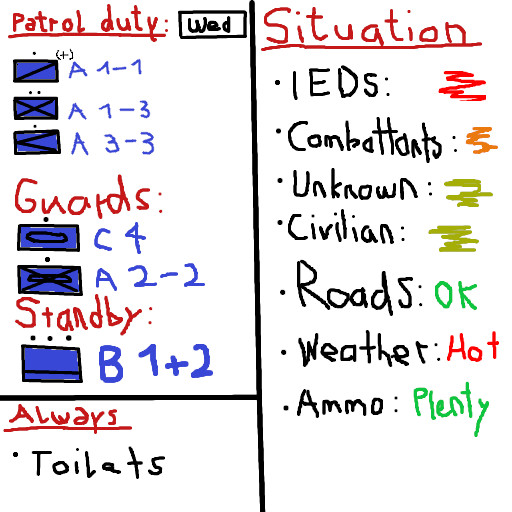 Patrol duty: Wed
(+)
A 1-1
A 1-3
A 3-3
Guards:
C 4
A 2-2
Standby:
B 1+2
Always
• Toilats
Situation
• IEDs:
• Combattants:
• Unknown:
• Civilian:
• Roads: OK
• Weather: Hot
• Ammo: Plenty